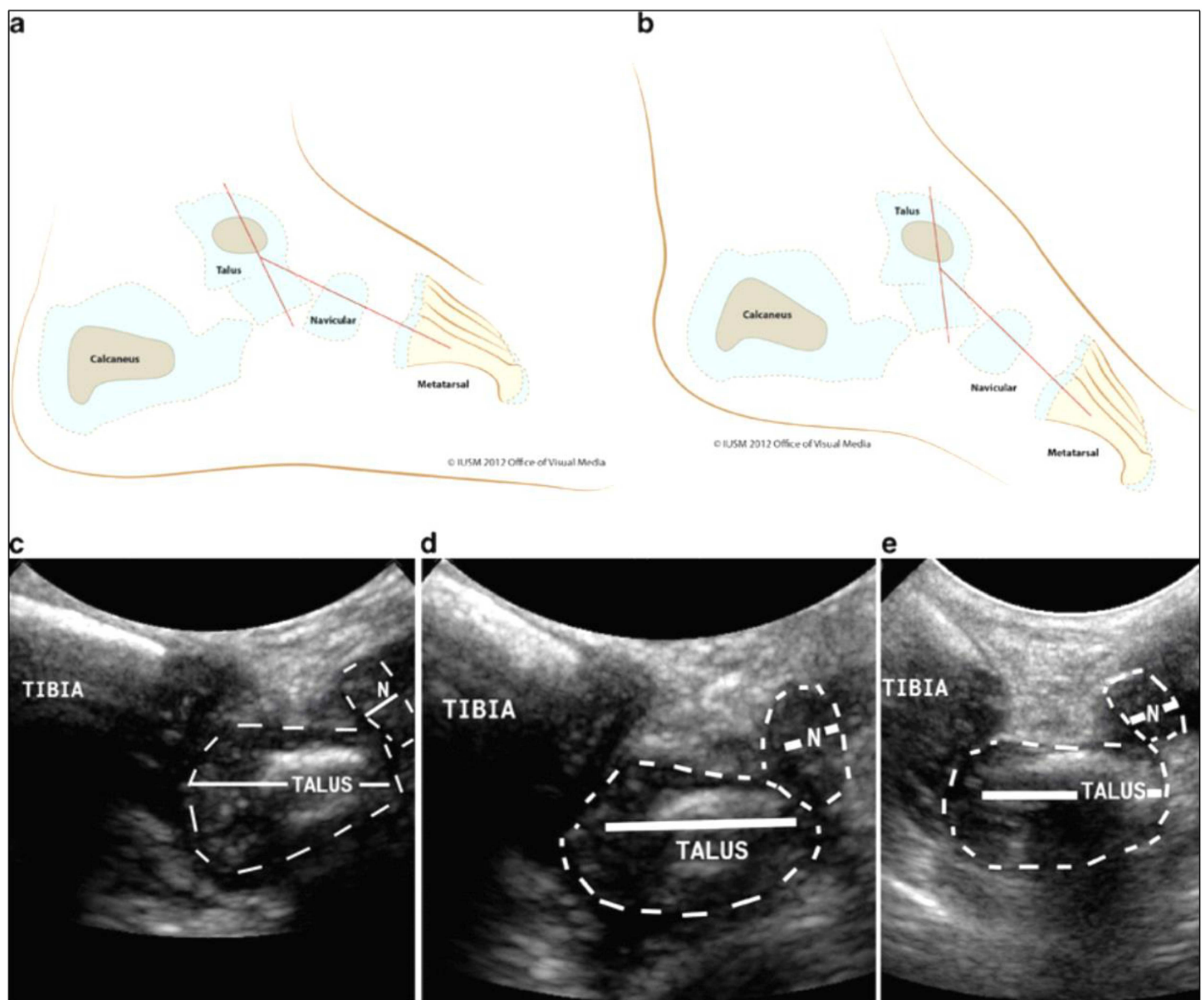 a
b
Talus
Navicular
Calcaneus
Metatarsal
© IUSM 2012 Office of Visual Media
Talus
Calcaneus
Navicular
© IUSM 2012 Office of Visual Media
Metatarsal
c
d
e
TIBIA
N
TALUS
TIBIA
N
TALUS
TIBIA
N
TALUS